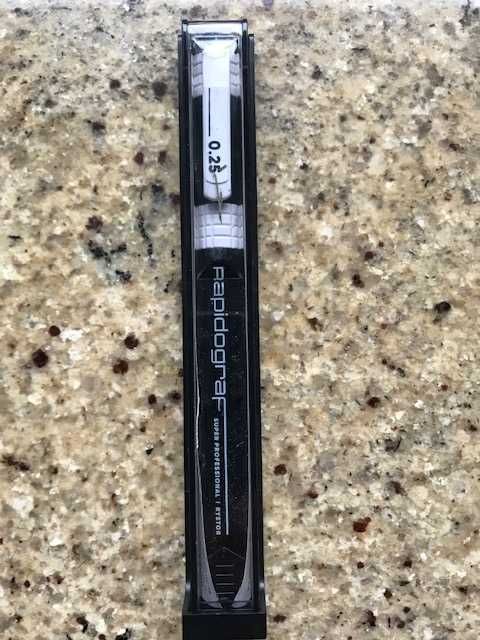 0.25
Rapidograf
SUPER PROFESSIONAL / RYSTOR